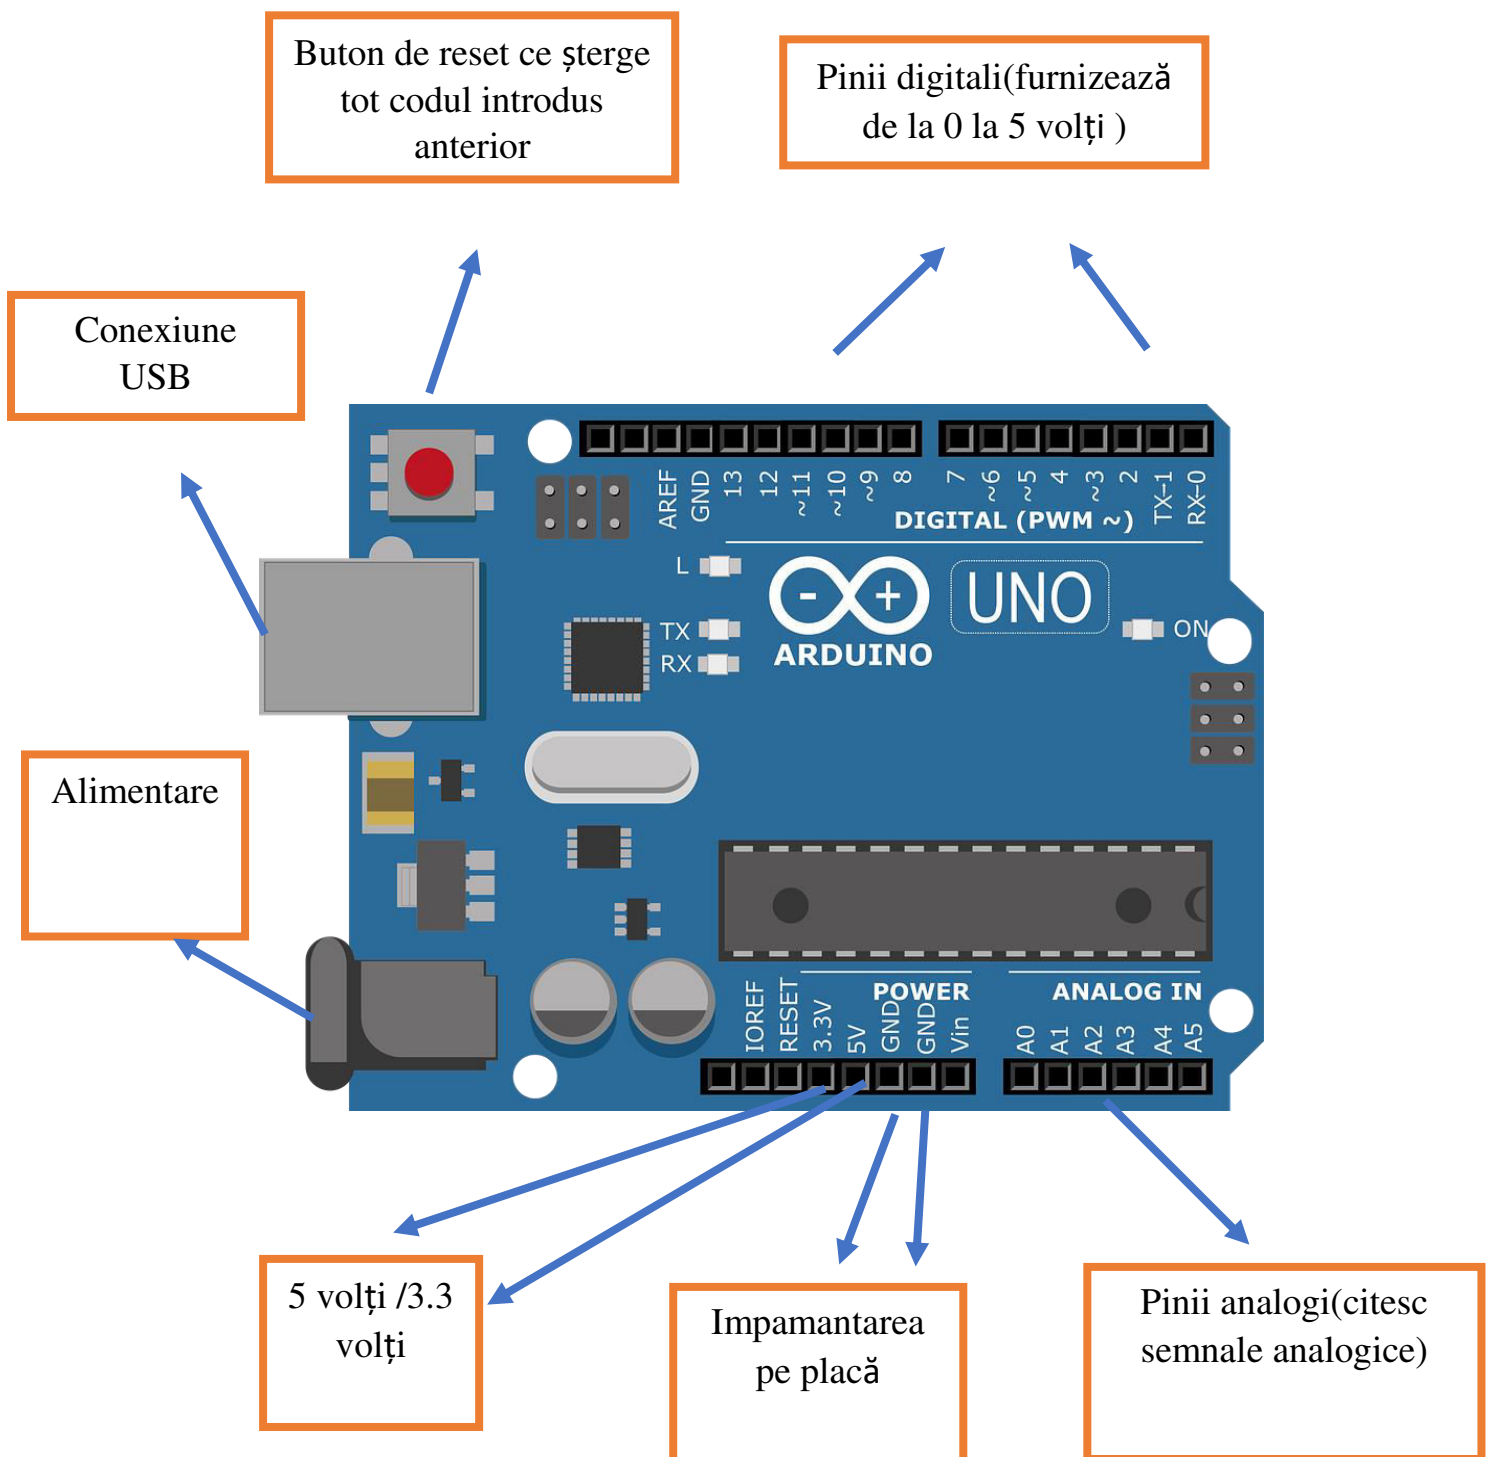 Buton de reset ce șterge
tot codul introdus
anterior
Pinii digitali(furnizează
de la 0 la 5 volți )
Conexiune
USB
AREF
GND
13
12
~11
~10
~9
8
7
~6
~5
4
~3
2
TX→1
RX←0
DIGITAL (PWM ~)
L
TX
RX
- +
ARDUINO
UNO
ON
Alimentare
POWER
ANALOG IN
IOREF
RESET
3.3V
5V
GND
GND
Vin
A0
A1
A2
A3
A4
A5
5 volți /3.3
volți
Impamantarea
pe placă
Pinii analogi(citesc
semnale analogice)